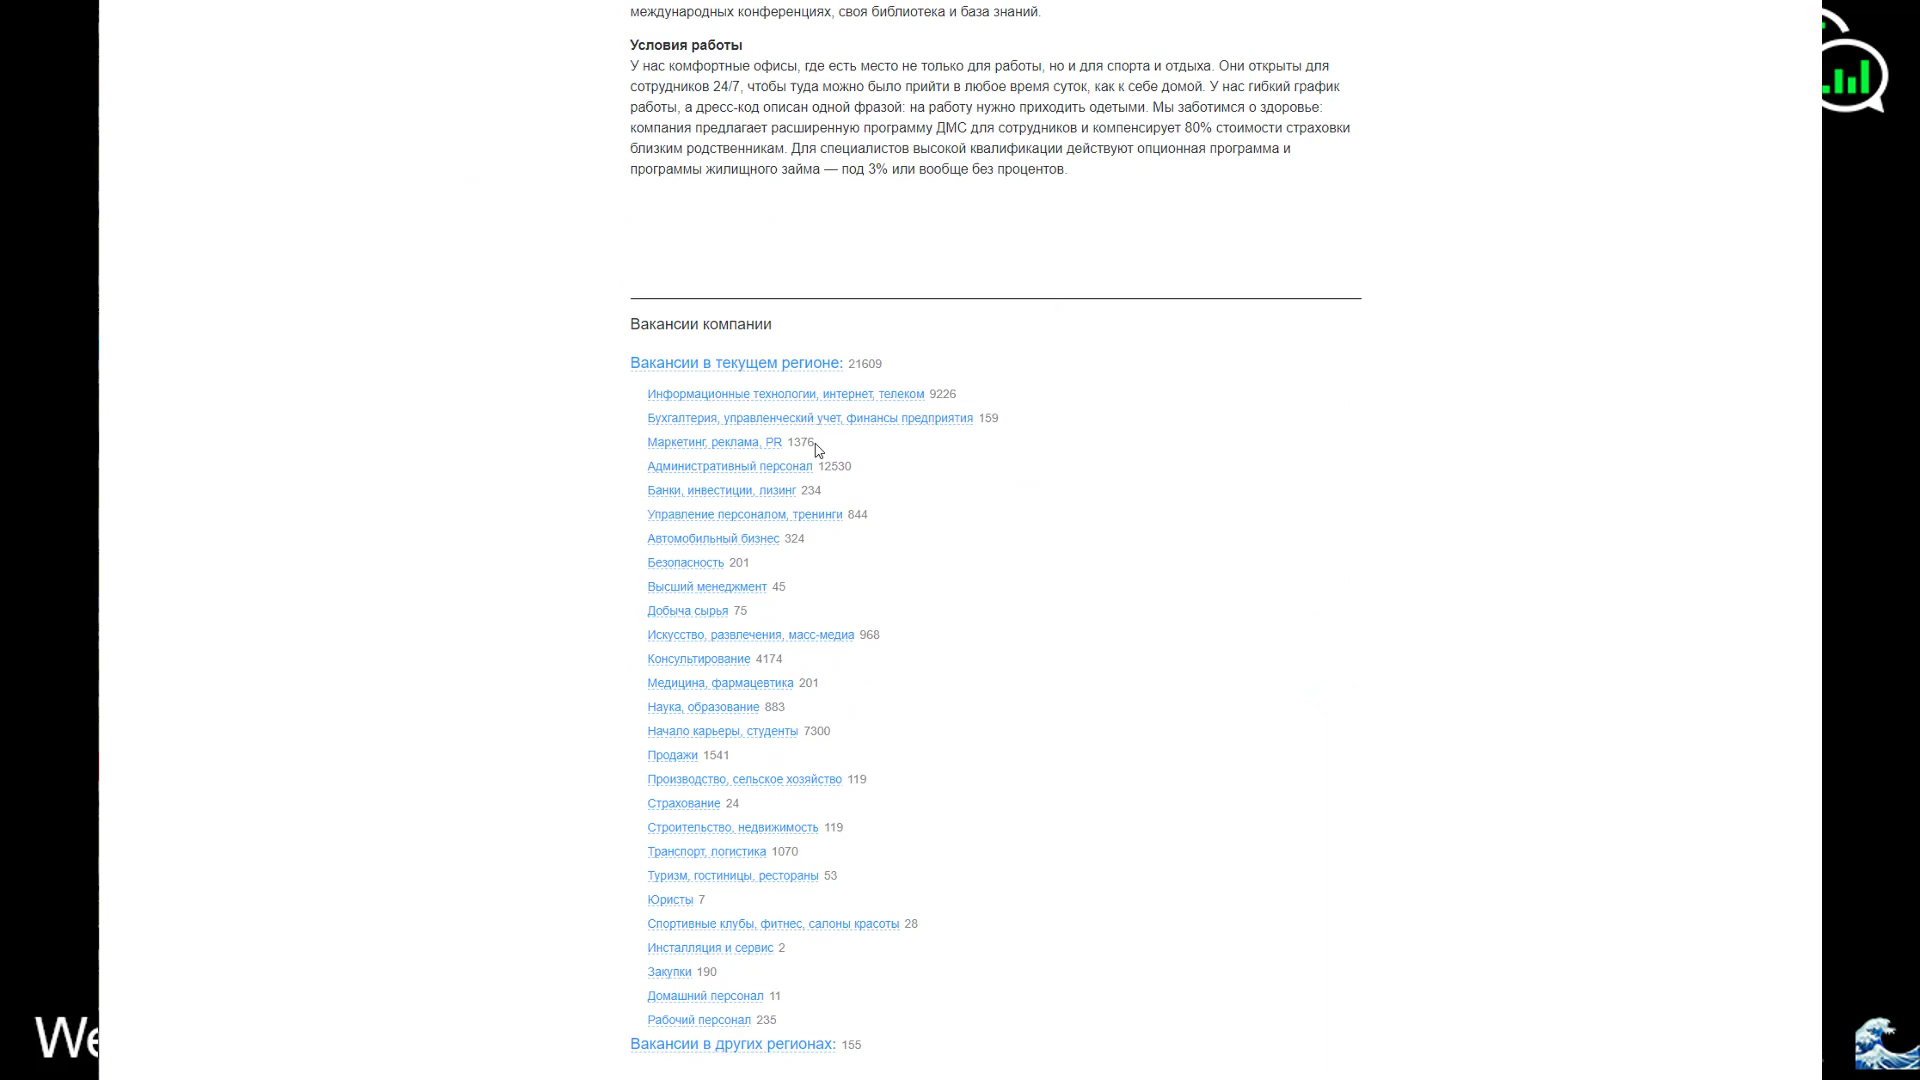 международных конференциях, своя библиотека и база знаний.
Условия работы
У нас комфортные офисы, где есть место не только для работы, но и для спорта и отдыха. Они открыты для
сотрудников 24/7, чтобы туда можно было прийти в любое время суток, как к себе домой. У нас гибкий график
работы, а дресс-код описан одной фразой: на работу нужно приходить одетыми. Мы заботимся о здоровье:
компания предлагает расширенную программу ДМС для сотрудников и компенсирует 80% стоимости страховки
близким родственникам. Для специалистов высокой квалификации действуют опционная программа и
программы жилищного займа — под 3% или вообще без процентов.
Вакансии компании
Вакансии в текущем регионе: 21609
Информационные технологии, интернет, телеком 9226
Бухгалтерия, управленческий учет, финансы предприятия 159
Маркетинг, реклама, PR 1376
Административный персонал 12530
Банки, инвестиции, лизинг 234
Управление персоналом, тренинги 844
Автомобильный бизнес 324
Безопасность 201
Высший менеджмент 45
Добыча сырья 75
Искусство, развлечения, масс-медиа 968
Консультирование 4174
Медицина, фармацевтика 201
Наука, образование 883
Начало карьеры, студенты 7300
Продажи 1541
Производство, сельское хозяйство 119
Страхование 24
Строительство, недвижимость 119
Транспорт, логистика 1070
Туризм, гостиницы, рестораны 53
Юристы 7
Спортивные клубы, фитнес, салоны красоты 28
Инсталляция и сервис 2
Закупки 190
Домашний персонал 11
Рабочий персонал 235
We
Вакансии в других регионах: 155